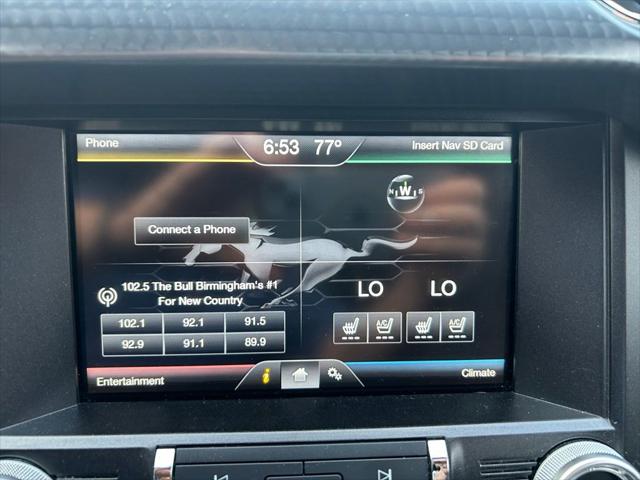 Phone 6:53 77° Insert Nav SD Card
N W S
Connect a Phone
102.5 The Bull Birmingham's #1
For New Country
LO LO
102.1 92.1 91.5
92.9 91.1 89.9
A/C A/C
Entertainment i Climate